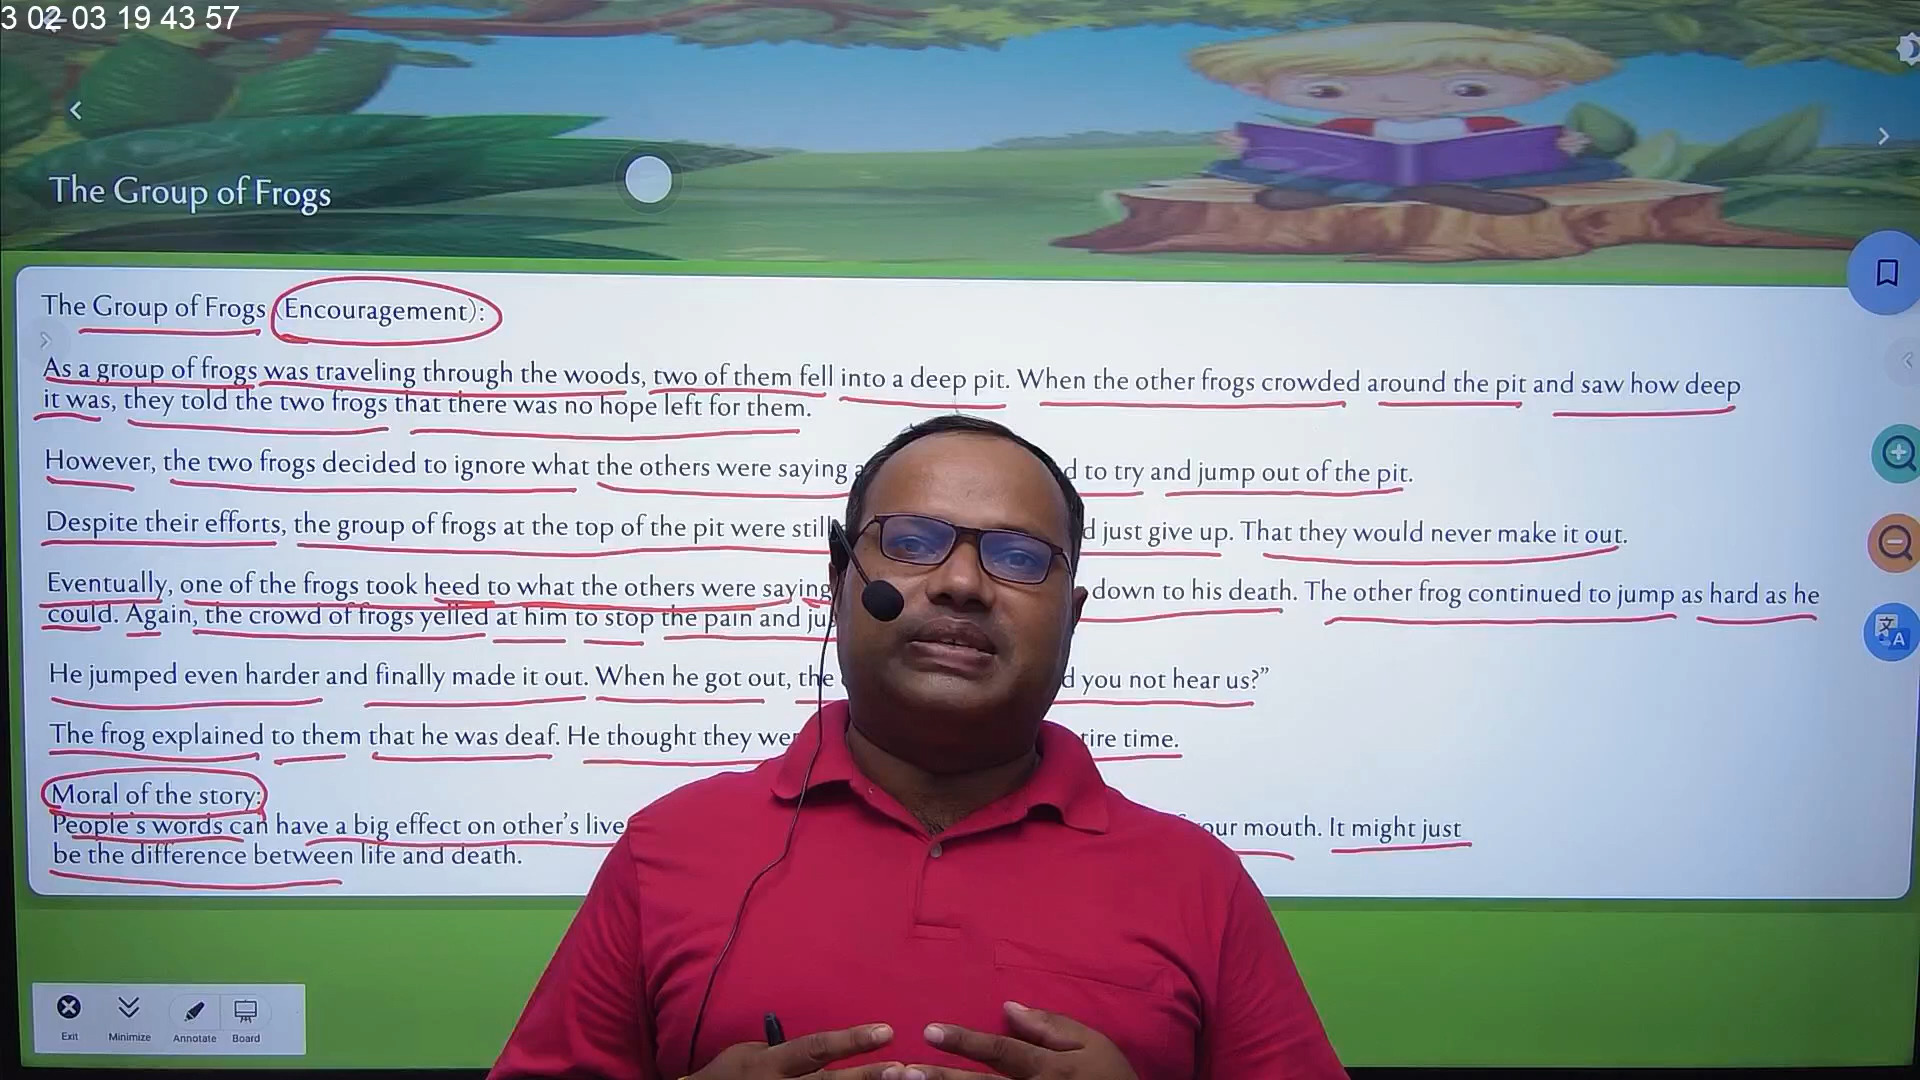 3 02 03 19 43 57
The Group of Frogs
The Group of Frogs (Encouragement):
As a group of frogs was traveling through the woods, two of them fell into a deep pit. When the other frogs crowded around the pit and saw how deep
it was, they told the two frogs that there was no hope left for them.
However, the two frogs decided to ignore what the others were saying to try and jump out of the pit.
Despite their efforts, the group of frogs at the top of the pit were still just give up. That they would never make it out.
Eventually, one of the frogs took heed to what the others were saying down to his death. The other frog continued to jump as hard as he
could. Again, the crowd of frogs yelled at him to stop the pain and
He jumped even harder and finally made it out. When he got out, the you not hear us?”
The frog explained to them that he was deaf. He thought they time.
Moral of the story:
People's words can have a big effect on other's mouth. It might just
be the difference between life and death.
Exit Minimize Annotate Board